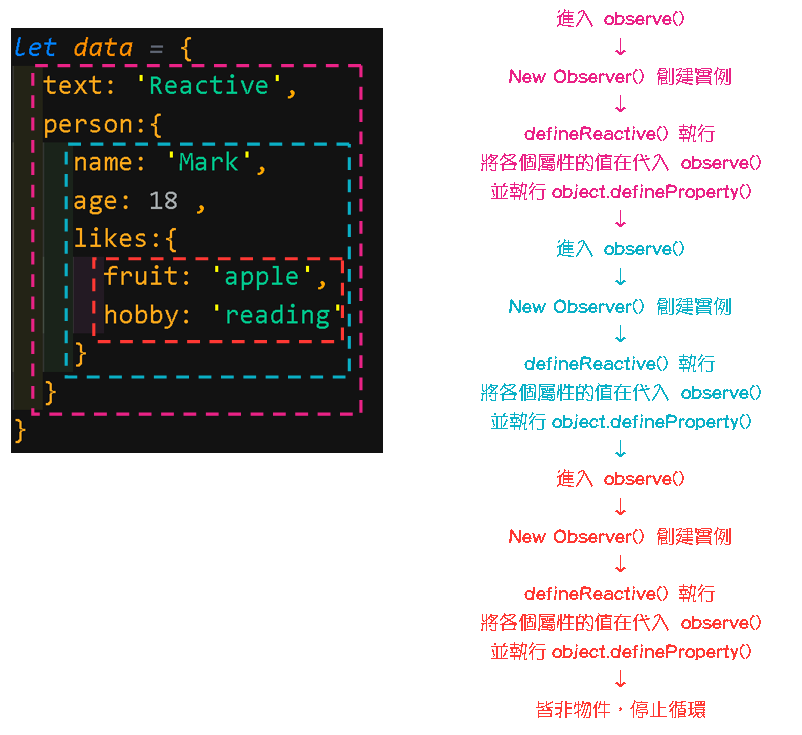 let data = {
text: 'Reactive',
person:{
name: 'Mark',
age: 18 ,
likes:{
fruit: 'apple',
hobby: 'reading'
}
}
}
進入 observe()
↓
New Observer() 創建實例
↓
defineReactive() 執行
將各個屬性的值在代入 observe()
並執行 object.defineProperty()
↓
進入 observe()
↓
New Observer() 創建實例
↓
defineReactive() 執行
將各個屬性的值在代入 observe()
並執行 object.defineProperty()
↓
進入 observe()
↓
New Observer() 創建實例
↓
defineReactive() 執行
將各個屬性的值在代入 observe()
並執行 object.defineProperty()
↓
皆非物件，停止循環